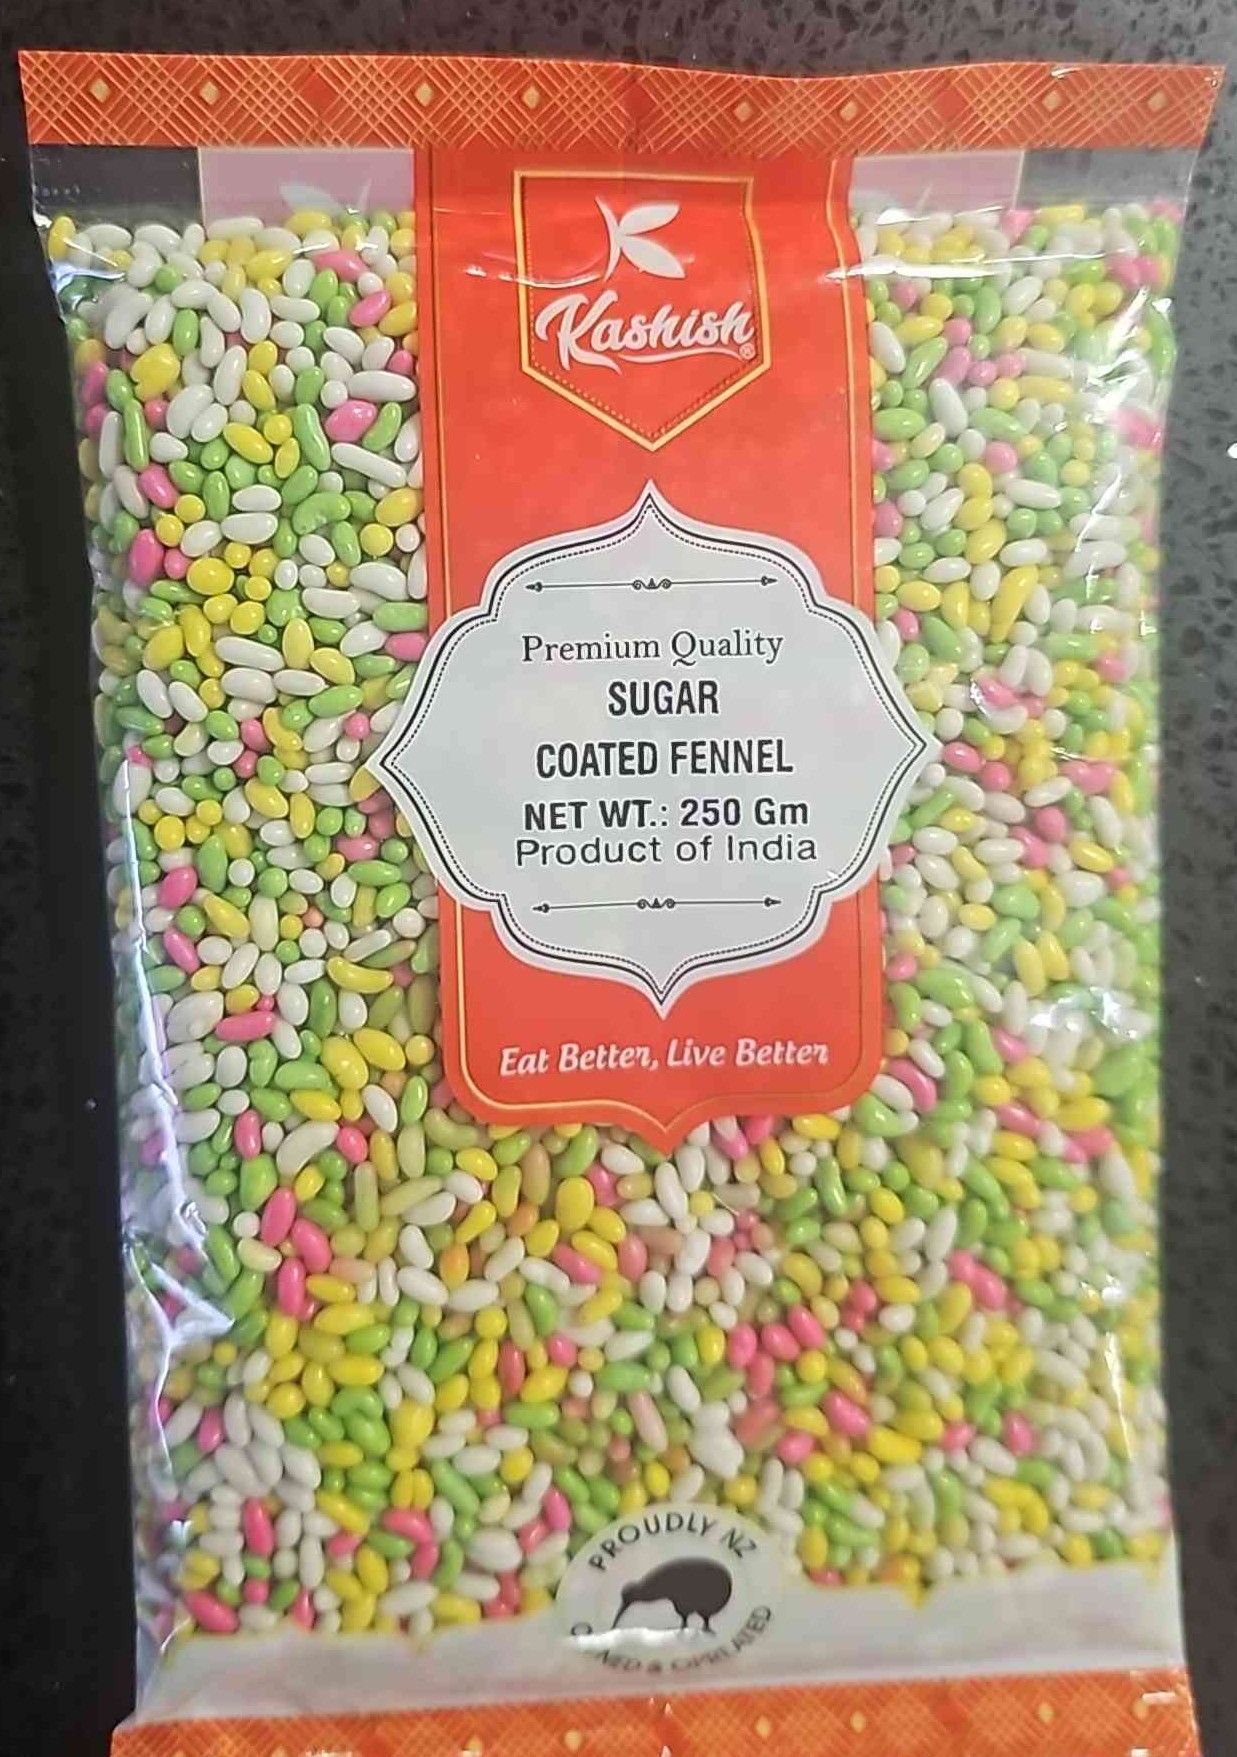 Kashish®
Premium Quality
SUGAR
COATED FENNEL
NET WT.: 250 Gm
Product of India
Eat Better, Live Better
PROUDLY NZ
& OPERATED